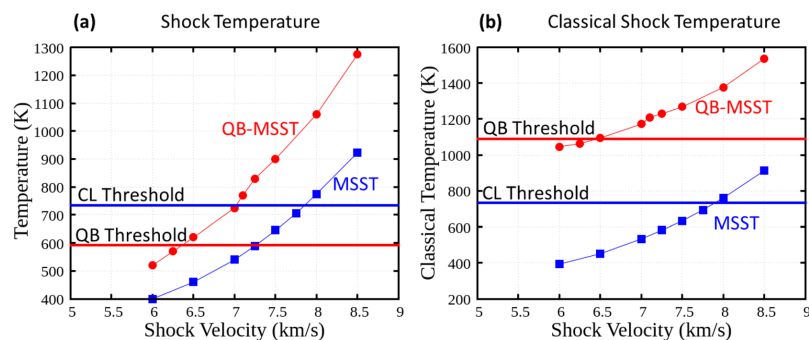 (a) Shock Temperature
1300
1200
1100
1000
900
800
700
600
500
400
Temperature (K)
QB-MSST
MSST
CL Threshold
QB Threshold
5 5.5 6 6.5 7 7.5 8 8.5 9
Shock Velocity (km/s)
(b) Classical Shock Temperature
1600
1400
1200
1000
800
600
400
200
Classical Temperature (K)
QB Threshold
QB-MSST
CL Threshold
MSST
5 5.5 6 6.5 7 7.5 8 8.5 9
Shock Velocity (km/s)